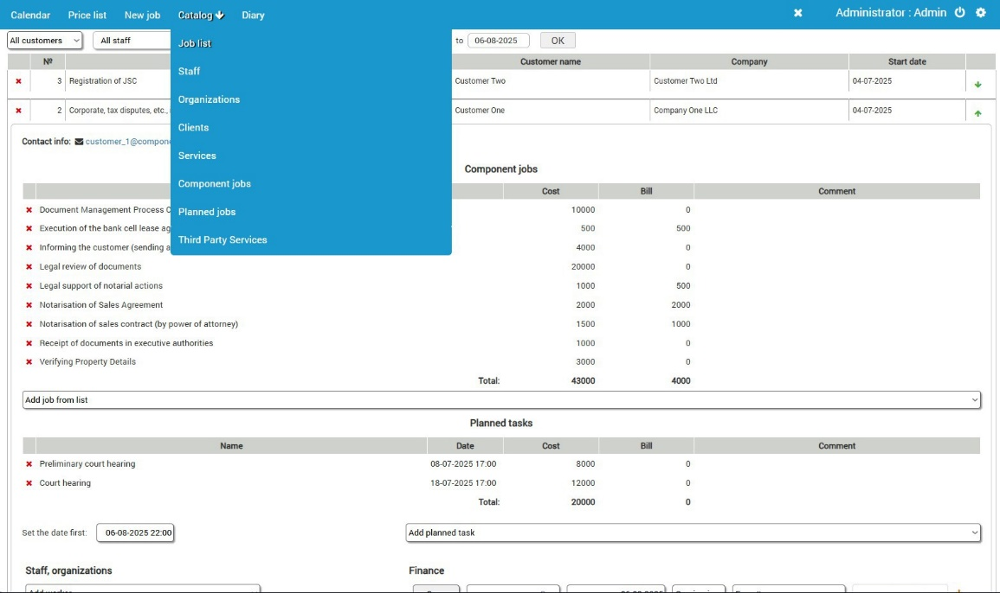 Calendar Price list New job Catalog Diary Administrator : Admin
All customers All staff to 06-08-2025 OK
Job list
Staff
Organizations
Clients
Services
Component jobs
Planned jobs
Third Party Services
Nº Customer name Company Start date
3 Registration of JSC Customer Two Customer Two Ltd 04-07-2025
2 Corporate, tax disputes, etc., Customer One Company One LLC 04-07-2025
Contact info: customer_1@compone
Component jobs
Cost Bill Comment
Document Management Process C 10000 0
Execution of the bank cell lease ag 500 500
Informing the customer (sending a 4000 0
Legal review of documents 20000 0
Legal support of notarial actions 1000 500
Notarisation of Sales Agreement 2000 2000
Notarisation of sales contract (by power of attorney) 1500 1000
Receipt of documents in executive authorities 1000 0
Verifying Property Details 3000 0
Total: 43000 4000
Add job from list
Planned tasks
Name Date Cost Bill Comment
Preliminary court hearing 08-07-2025 17:00 8000 0
Court hearing 18-07-2025 17:00 12000 0
Total: 20000 0
Set the date first: 06-08-2025 22:00 Add planned task
Staff, organizations Finance